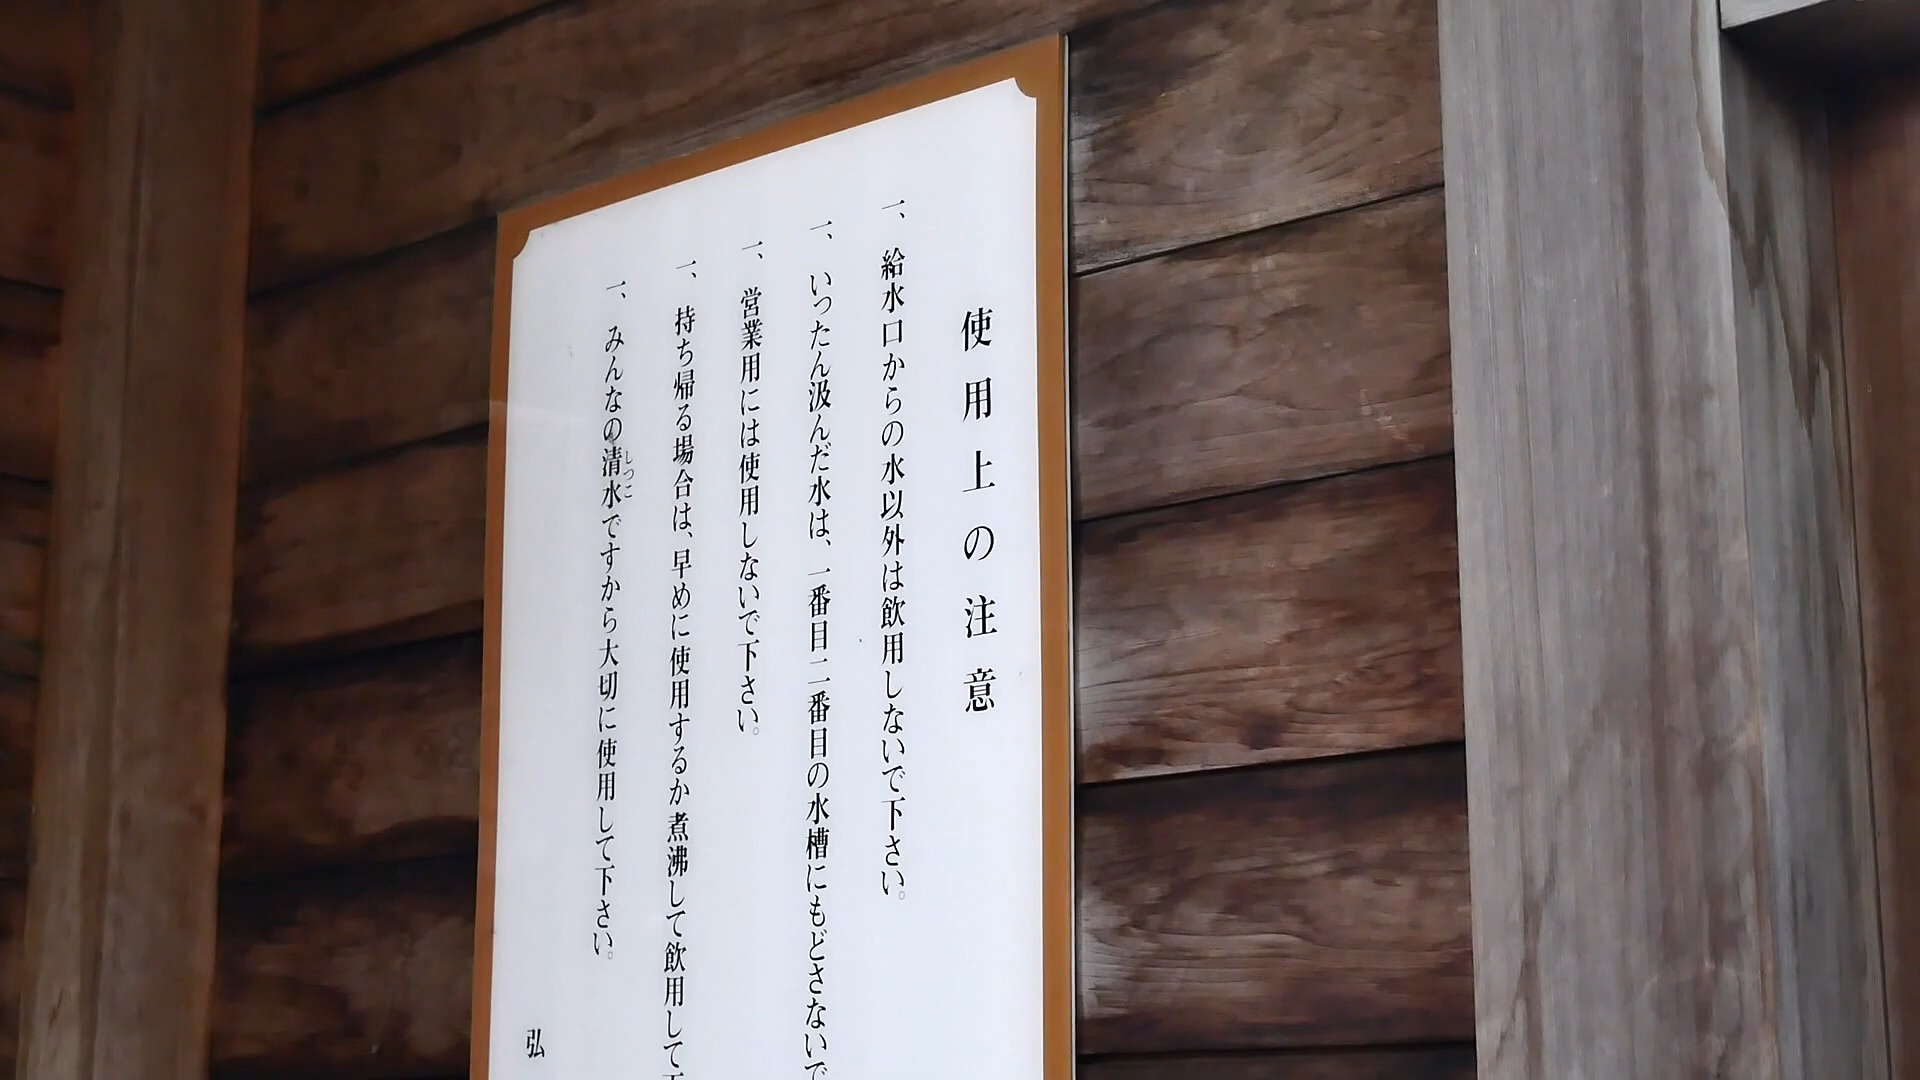 使用上の注意
一、給水口からの水以外は飲用しないで下さい。
一、いったん汲んだ水は、一番目二番目の水槽にもどさないで
一、営業用には使用しないで下さい。
一、持ち帰る場合は、早めに使用するか煮沸して飲用して
一、みんなの清水ですから大切に使用して下さい。
しつこ
弘